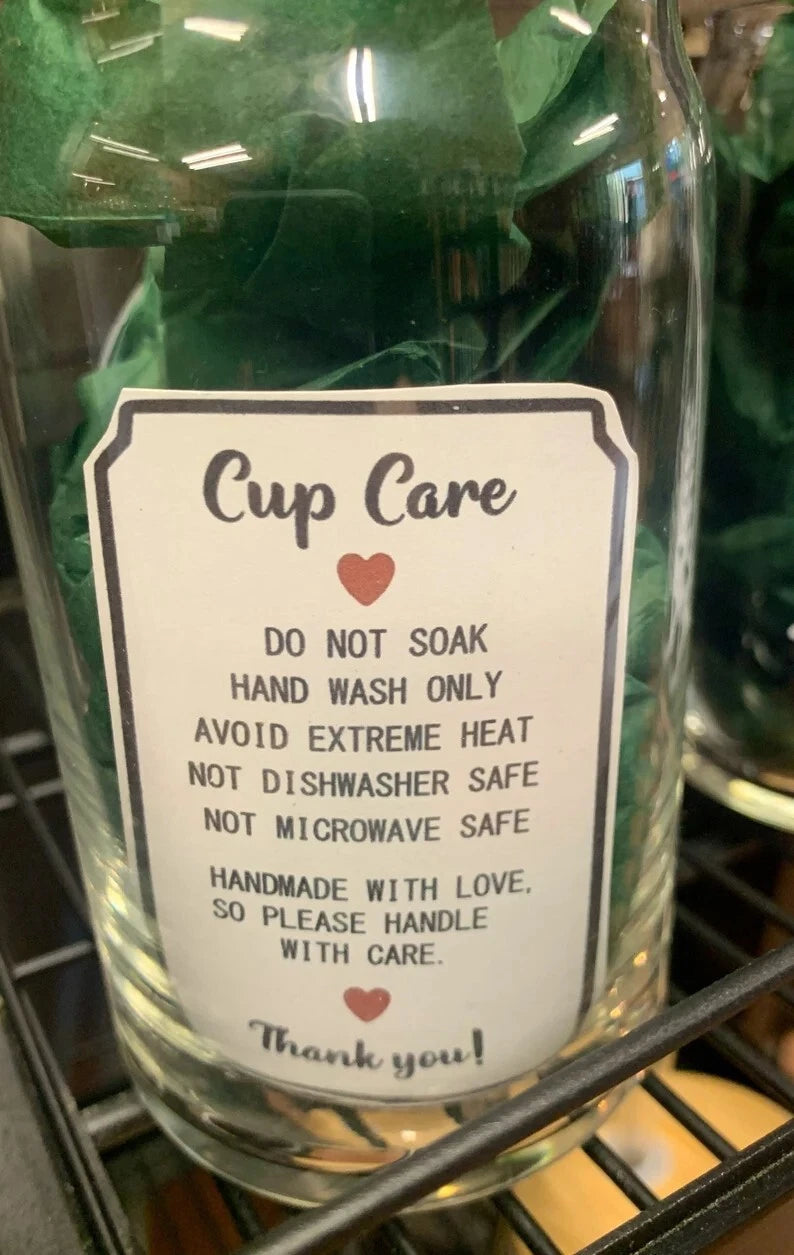 Cup Care
DO NOT SOAK
HAND WASH ONLY
AVOID EXTREME HEAT
NOT DISHWASHER SAFE
NOT MICROWAVE SAFE
HANDMADE WITH LOVE,
SO PLEASE HANDLE
WITH CARE.
Thank you!